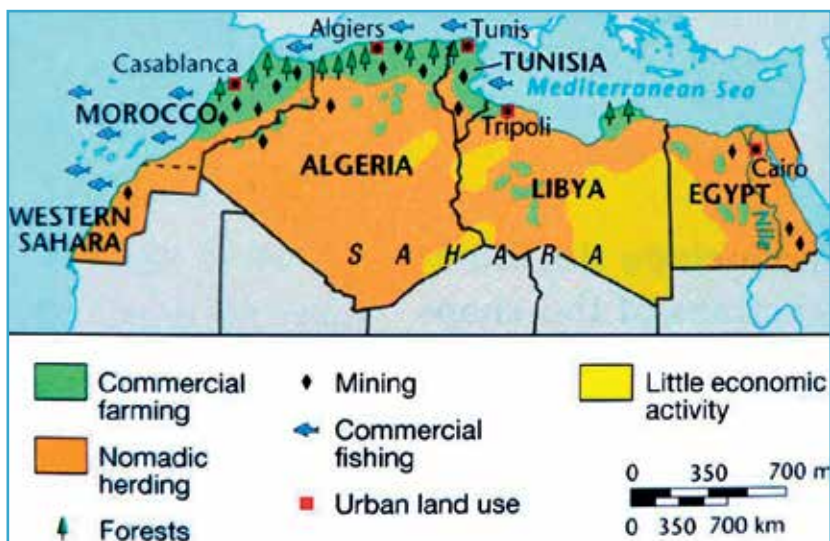 Algiers
Tunis
Casablanca
TUNISIA
Mediterranean Sea
MOROCCO
Tripoli
ALGERIA
LIBYA
Cairo
EGYPT
WESTERN
SAHARA
Nile
S A H A R A
Commercial
farming
Nomadic
herding
Forests
Mining
Commercial
fishing
Urban land use
Little economic
activity
0 350 700 m
0 350 700 km